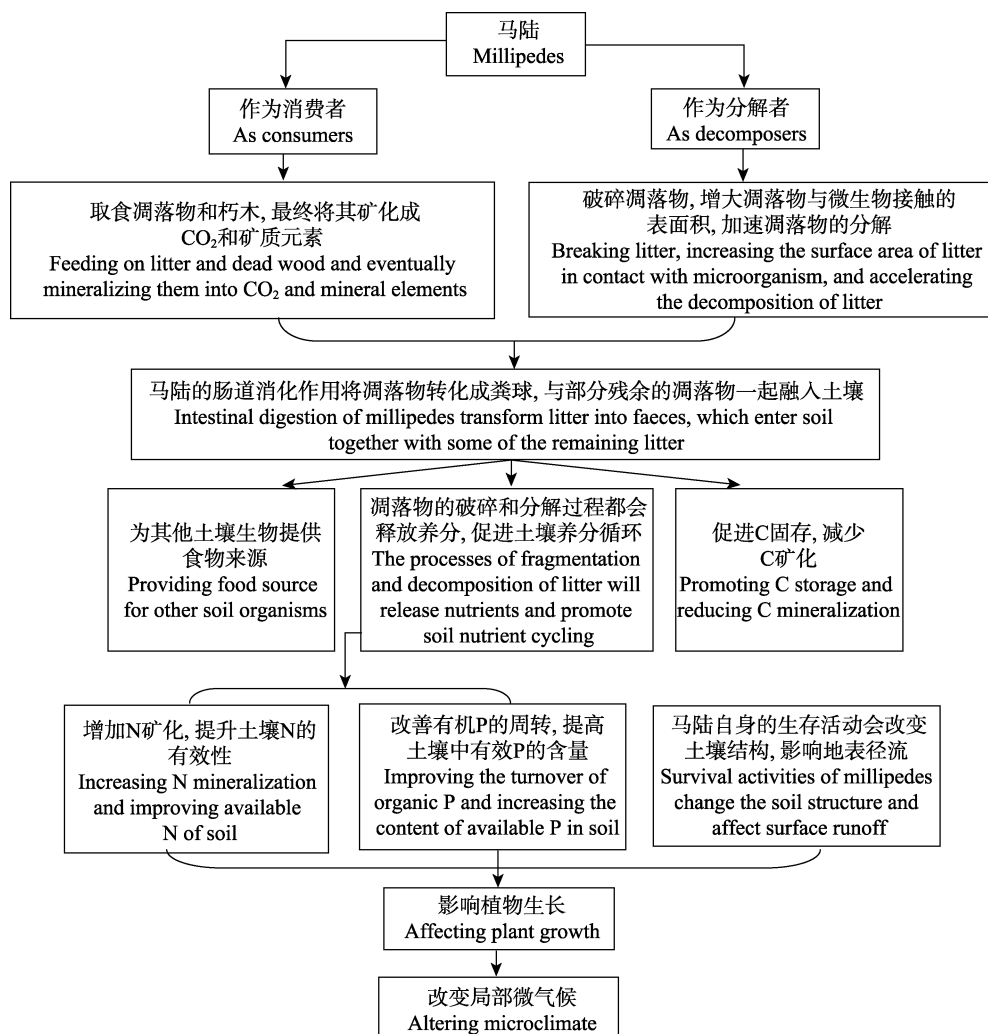 马陆
Millipedes
作为消费者
As consumers
作为分解者
As decomposers
取食凋落物和朽木, 最终将其矿化成
CO₂和矿质元素
Feeding on litter and dead wood and eventually
mineralizing them into CO₂ and mineral elements
破碎凋落物, 增大凋落物与微生物接触的
表面积, 加速凋落物的分解
Breaking litter, increasing the surface area of litter
in contact with microorganism, and accelerating
the decomposition of litter
马陆的肠道消化作用将凋落物转化成粪球, 与部分残余的凋落物一起融入土壤
Intestinal digestion of millipedes transform litter into faeces, which enter soil
together with some of the remaining litter
为其他土壤生物提供
食物来源
Providing food source
for other soil organisms
凋落物的破碎和分解过程都会
释放养分, 促进土壤养分循环
The processes of fragmentation
and decomposition of litter will
release nutrients and promote
soil nutrient cycling
促进C固存, 减少
C矿化
Promoting C storage and
reducing C mineralization
增加N矿化, 提升土壤N的
有效性
Increasing N mineralization
and improving available
N of soil
改善有机P的周转, 提高
土壤中有效P的含量
Improving the turnover of
organic P and increasing the
content of available P in soil
马陆自身的生存活动会改变
土壤结构, 影响地表径流
Survival activities of millipedes
change the soil structure and
affect surface runoff
影响植物生长
Affecting plant growth
改变局部微气候
Altering microclimate